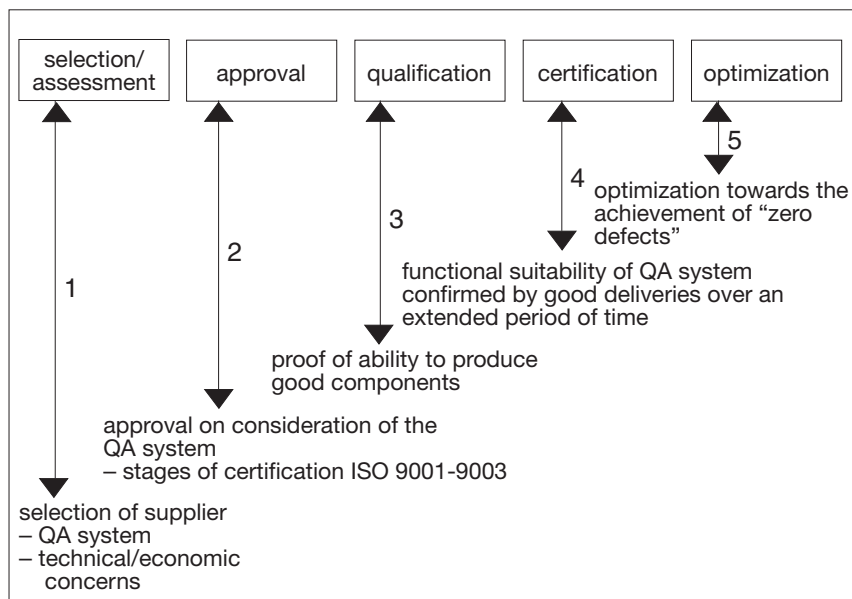 selection/
assessment
approval
qualification
certification
optimization
5
optimization towards the
achievement of “zero
defects”
4
functional suitability of QA system
confirmed by good deliveries over an
extended period of time
3
proof of ability to produce
good components
2
approval on consideration of the
QA system
– stages of certification ISO 9001-9003
1
selection of supplier
– QA system
– technical/economic
concerns